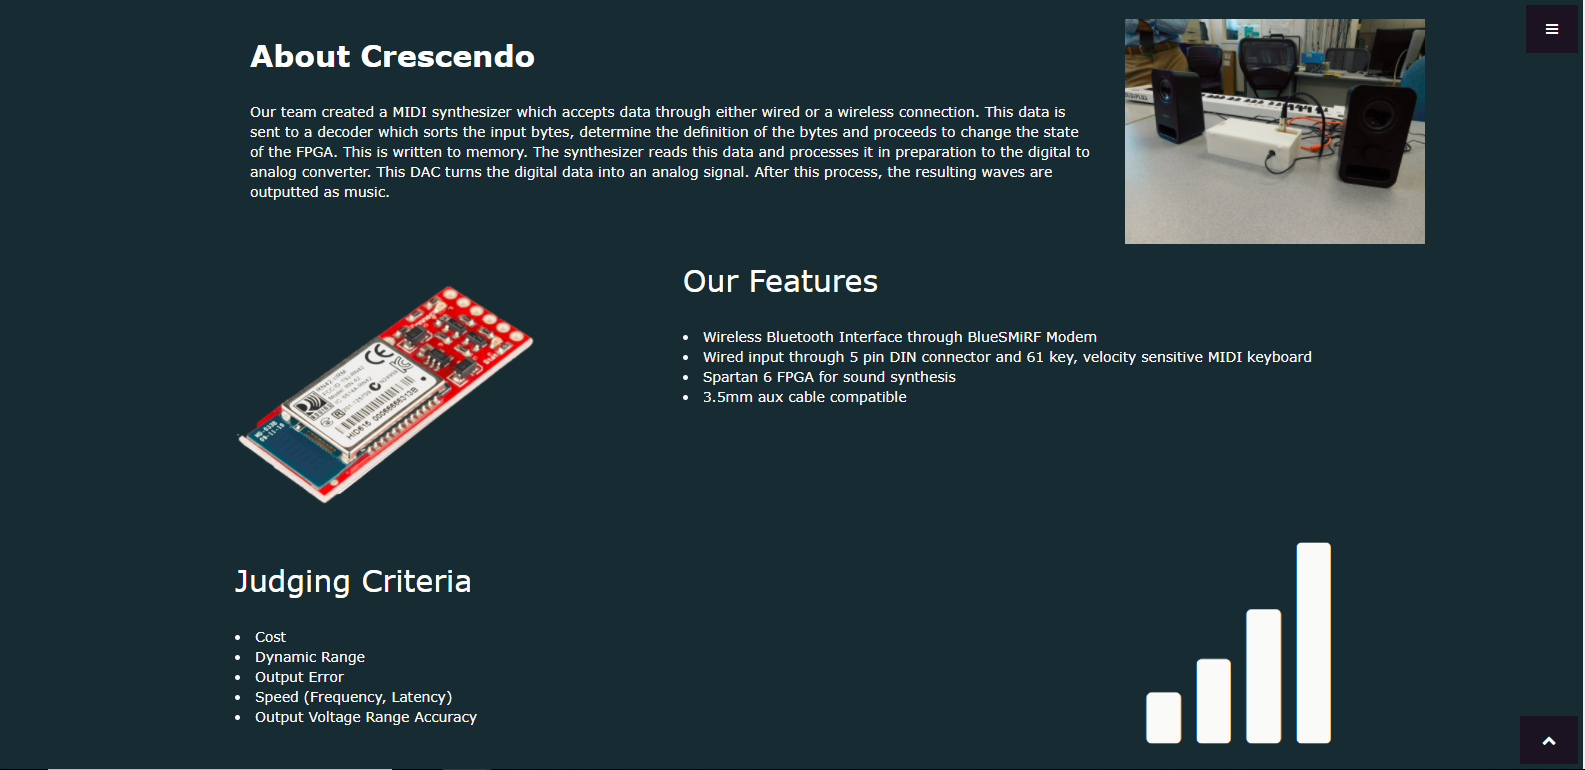 About Crescendo
Our team created a MIDI synthesizer which accepts data through either wired or a wireless connection. This data is
sent to a decoder which sorts the input bytes, determine the definition of the bytes and proceeds to change the state
of the FPGA. This is written to memory. The synthesizer reads this data and processes it in preparation to the digital to
analog converter. This DAC turns the digital data into an analog signal. After this process, the resulting waves are
outputted as music.
Our Features
Wireless Bluetooth Interface through BlueSMiRF Modem
Wired input through 5 pin DIN connector and 61 key, velocity sensitive MIDI keyboard
Spartan 6 FPGA for sound synthesis
3.5mm aux cable compatible
CE
Judging Criteria
Cost
Dynamic Range
Output Error
Speed (Frequency, Latency)
Output Voltage Range Accuracy